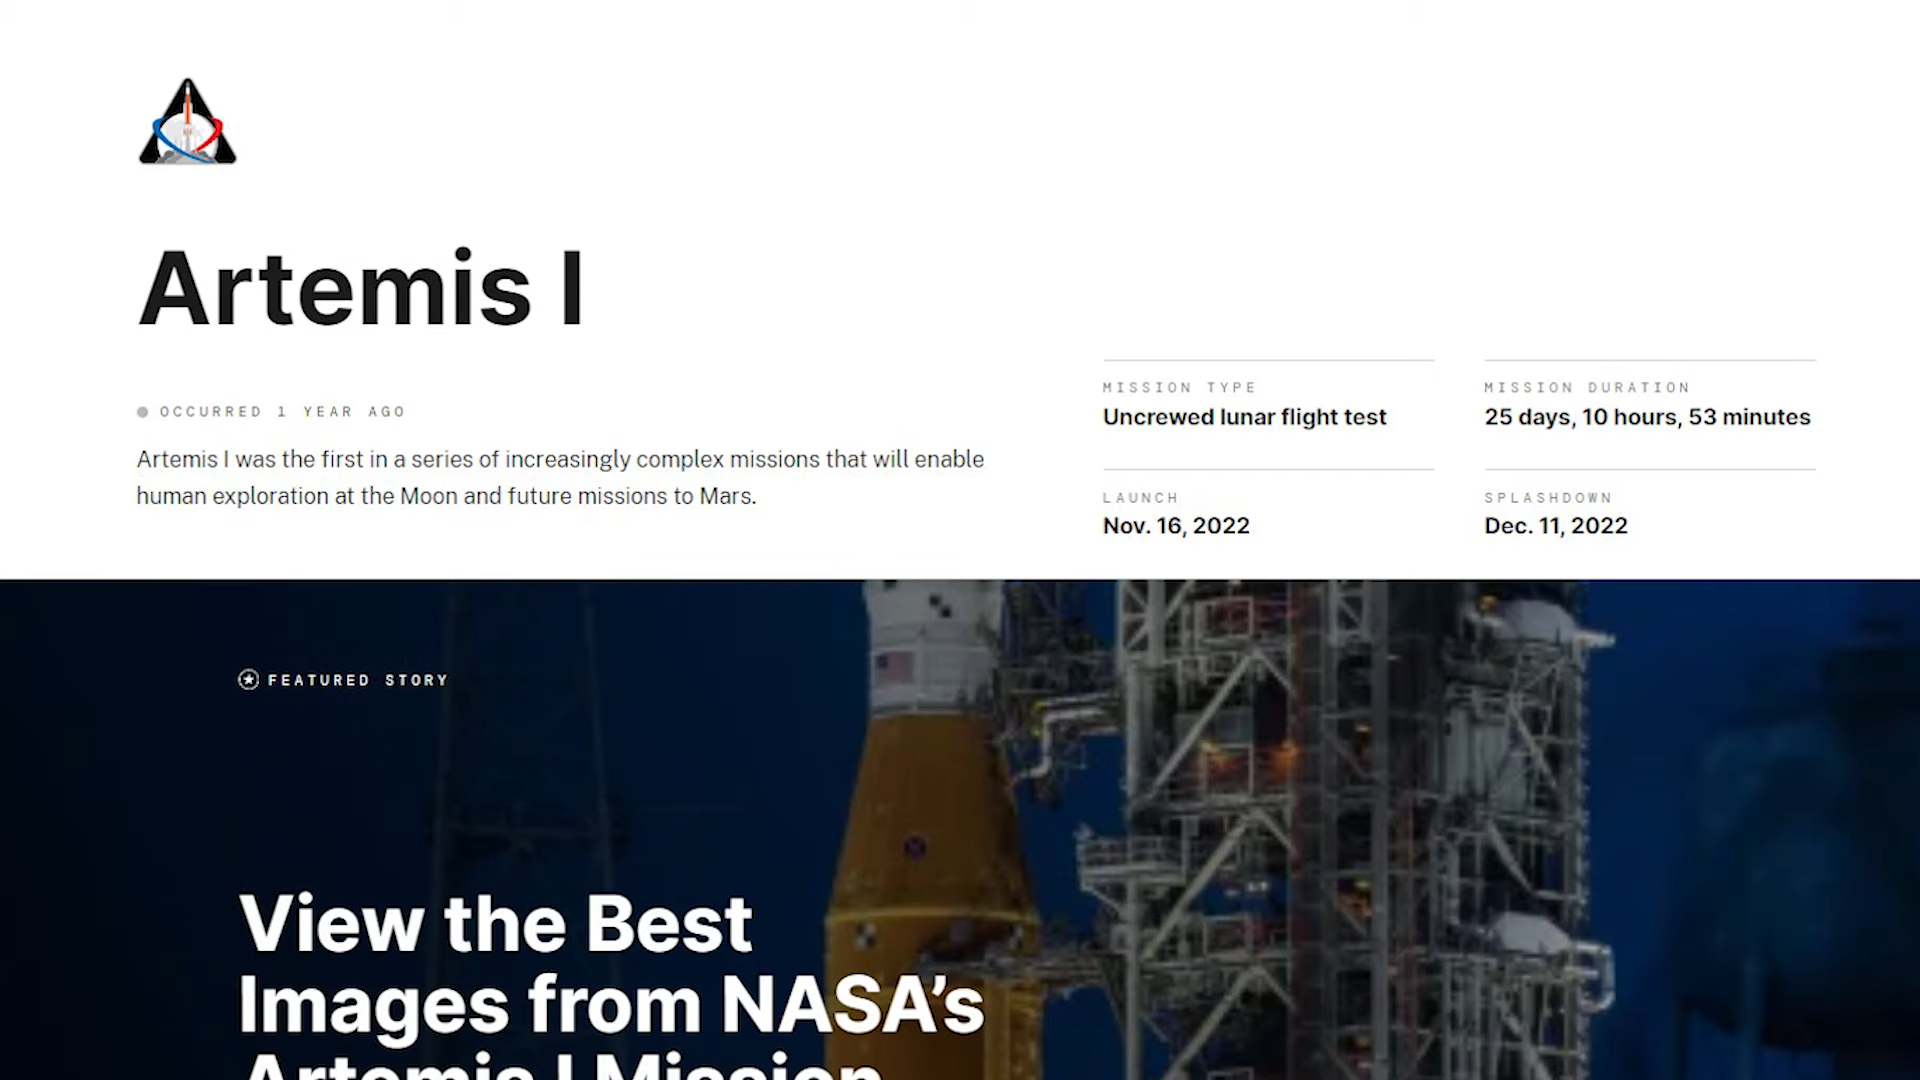 Artemis I
OCCURRED 1 YEAR AGO
Artemis I was the first in a series of increasingly complex missions that will enable
human exploration at the Moon and future missions to Mars.
MISSION TYPE
Uncrewed lunar flight test
MISSION DURATION
25 days, 10 hours, 53 minutes
LAUNCH
Nov. 16, 2022
SPLASHDOWN
Dec. 11, 2022
FEATURED STORY
View the Best
Images from NASA’s
Artemis I Mission